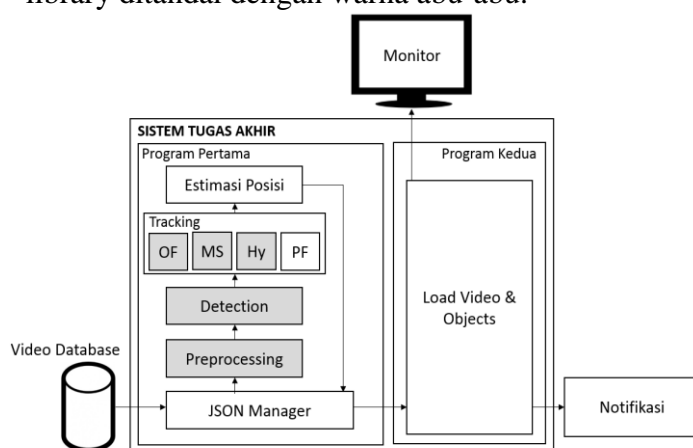 library ditandai dengan warna abu-abu.
Monitor
SISTEM TUGAS AKHIR
Program Pertama
Program Kedua
Estimasi Posisi
Tracking
OF
MS
Hy
PF
Detection
Load Video &
Objects
Video Database
Preprocessing
JSON Manager
Notifikasi